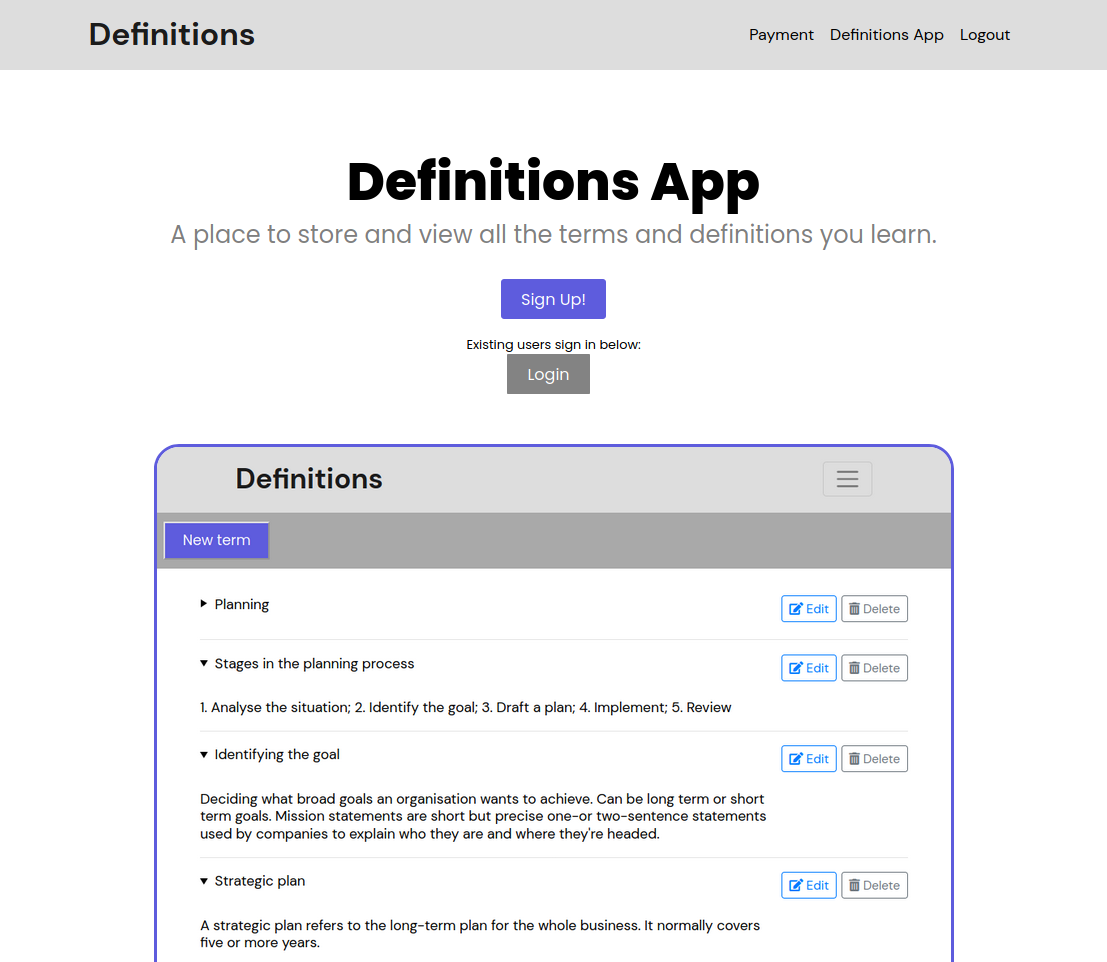 Definitions
Payment Definitions App Logout
Definitions App
A place to store and view all the terms and definitions you learn.
Sign Up!
Existing users sign in below:
Login
Definitions
New term
Planning
Edit Delete
Stages in the planning process
Edit Delete
1. Analyse the situation; 2. Identify the goal; 3. Draft a plan; 4. Implement; 5. Review
Identifying the goal
Edit Delete
Deciding what broad goals an organisation wants to achieve. Can be long term or short
term goals. Mission statements are short but precise one-or two-sentence statements
used by companies to explain who they are and where they're headed.
Strategic plan
Edit Delete
A strategic plan refers to the long-term plan for the whole business. It normally covers
five or more years.